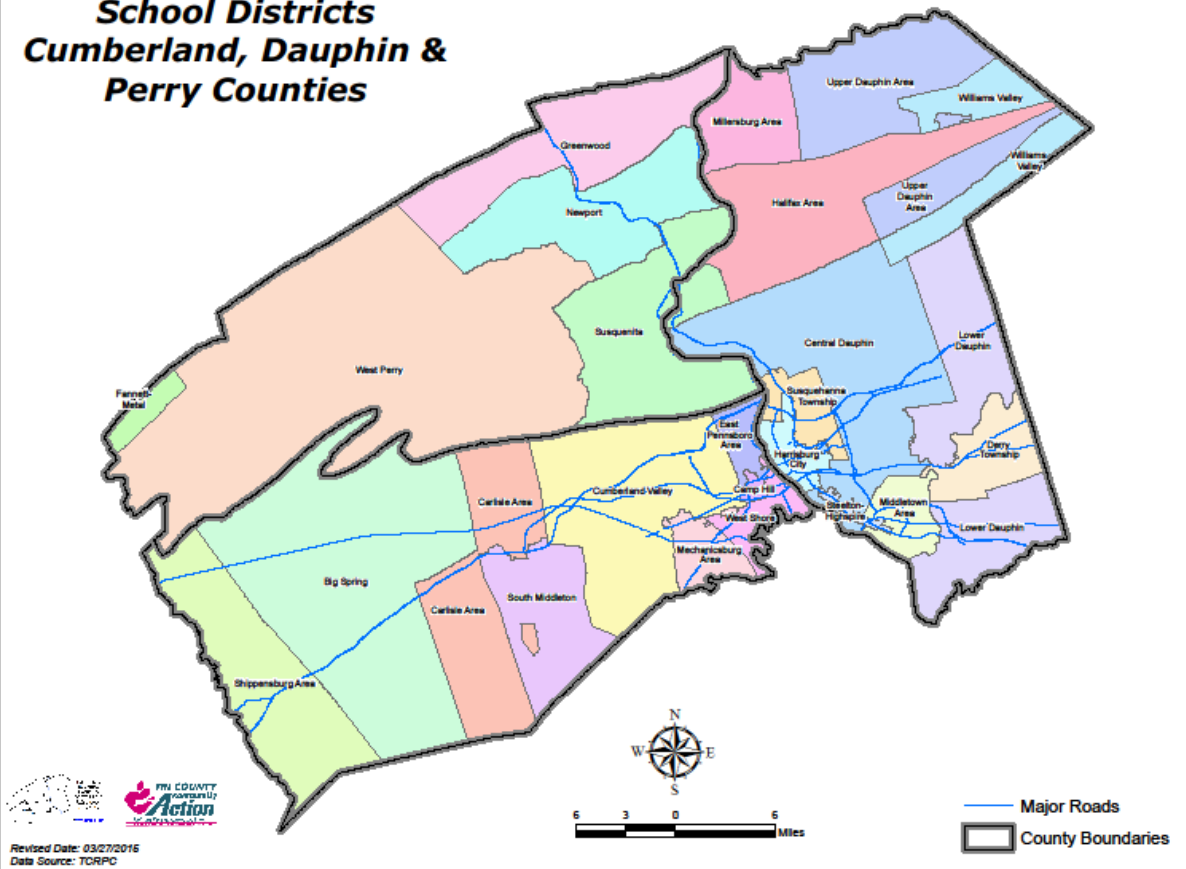 School Districts
Cumberland, Dauphin &
Perry Counties
Upper Dauphin Area
Williams Valley
Millersburg Area
Greenwood
Williams
Valley
Upper
Dauphin
Area
Halifax Area
Newport
Susquenita
Central Dauphin
Lower
Dauphin
West Perry
Fannett-
Metal
Susquehanna
Township
East
Pennsboro
Area
Derry
Township
Harrisburg
City
Carlisle Area
Cumberland Valley
Camp Hill
Middletown
Area
Steelton-
Highspire
West Shore
Lower Dauphin
Mechanicsburg
Area
Big Spring
South Middleton
Carlisle Area
Shippensburg Area
N
W
E
S
6 3 0 6
Miles
Major Roads
County Boundaries
TRI COUNTY
Community
Action
Revised Date: 03/27/2015
Data Source: TCRPC